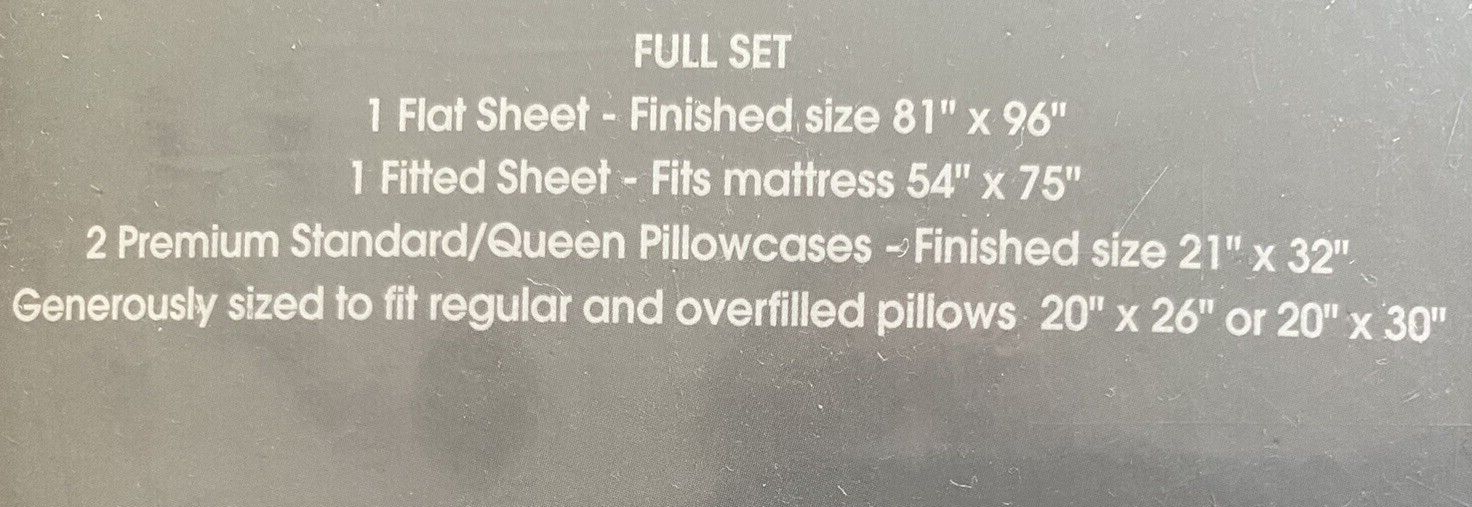 FULL SET
1 Flat Sheet - Finished size 81" x 96"
1 Fitted Sheet - Fits mattress 54" x 75"
2 Premium Standard/Queen Pillowcases - Finished size 21" x 32"
Generously sized to fit regular and overfilled pillows 20" x 26" or 20" x 30"